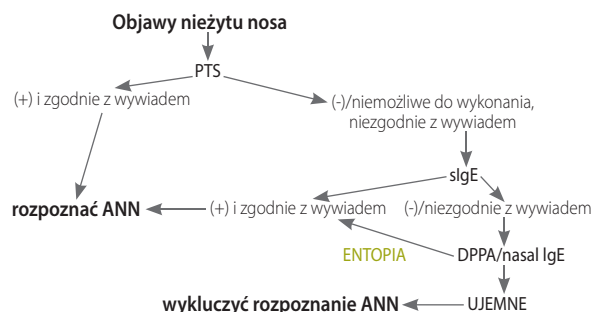 Objawy nieżytu nosa
PTS
(+) i zgodnie z wywiadem
(-)/niemożliwe do wykonania,
niezgodnie z wywiadem
sIgE
rozpoznać ANN
(+) i zgodnie z wywiadem
(-)/niezgodnie z wywiadem
ENTOPIA
DPPA/nasal IgE
wykluczyć rozpoznanie ANN
UJEMNE